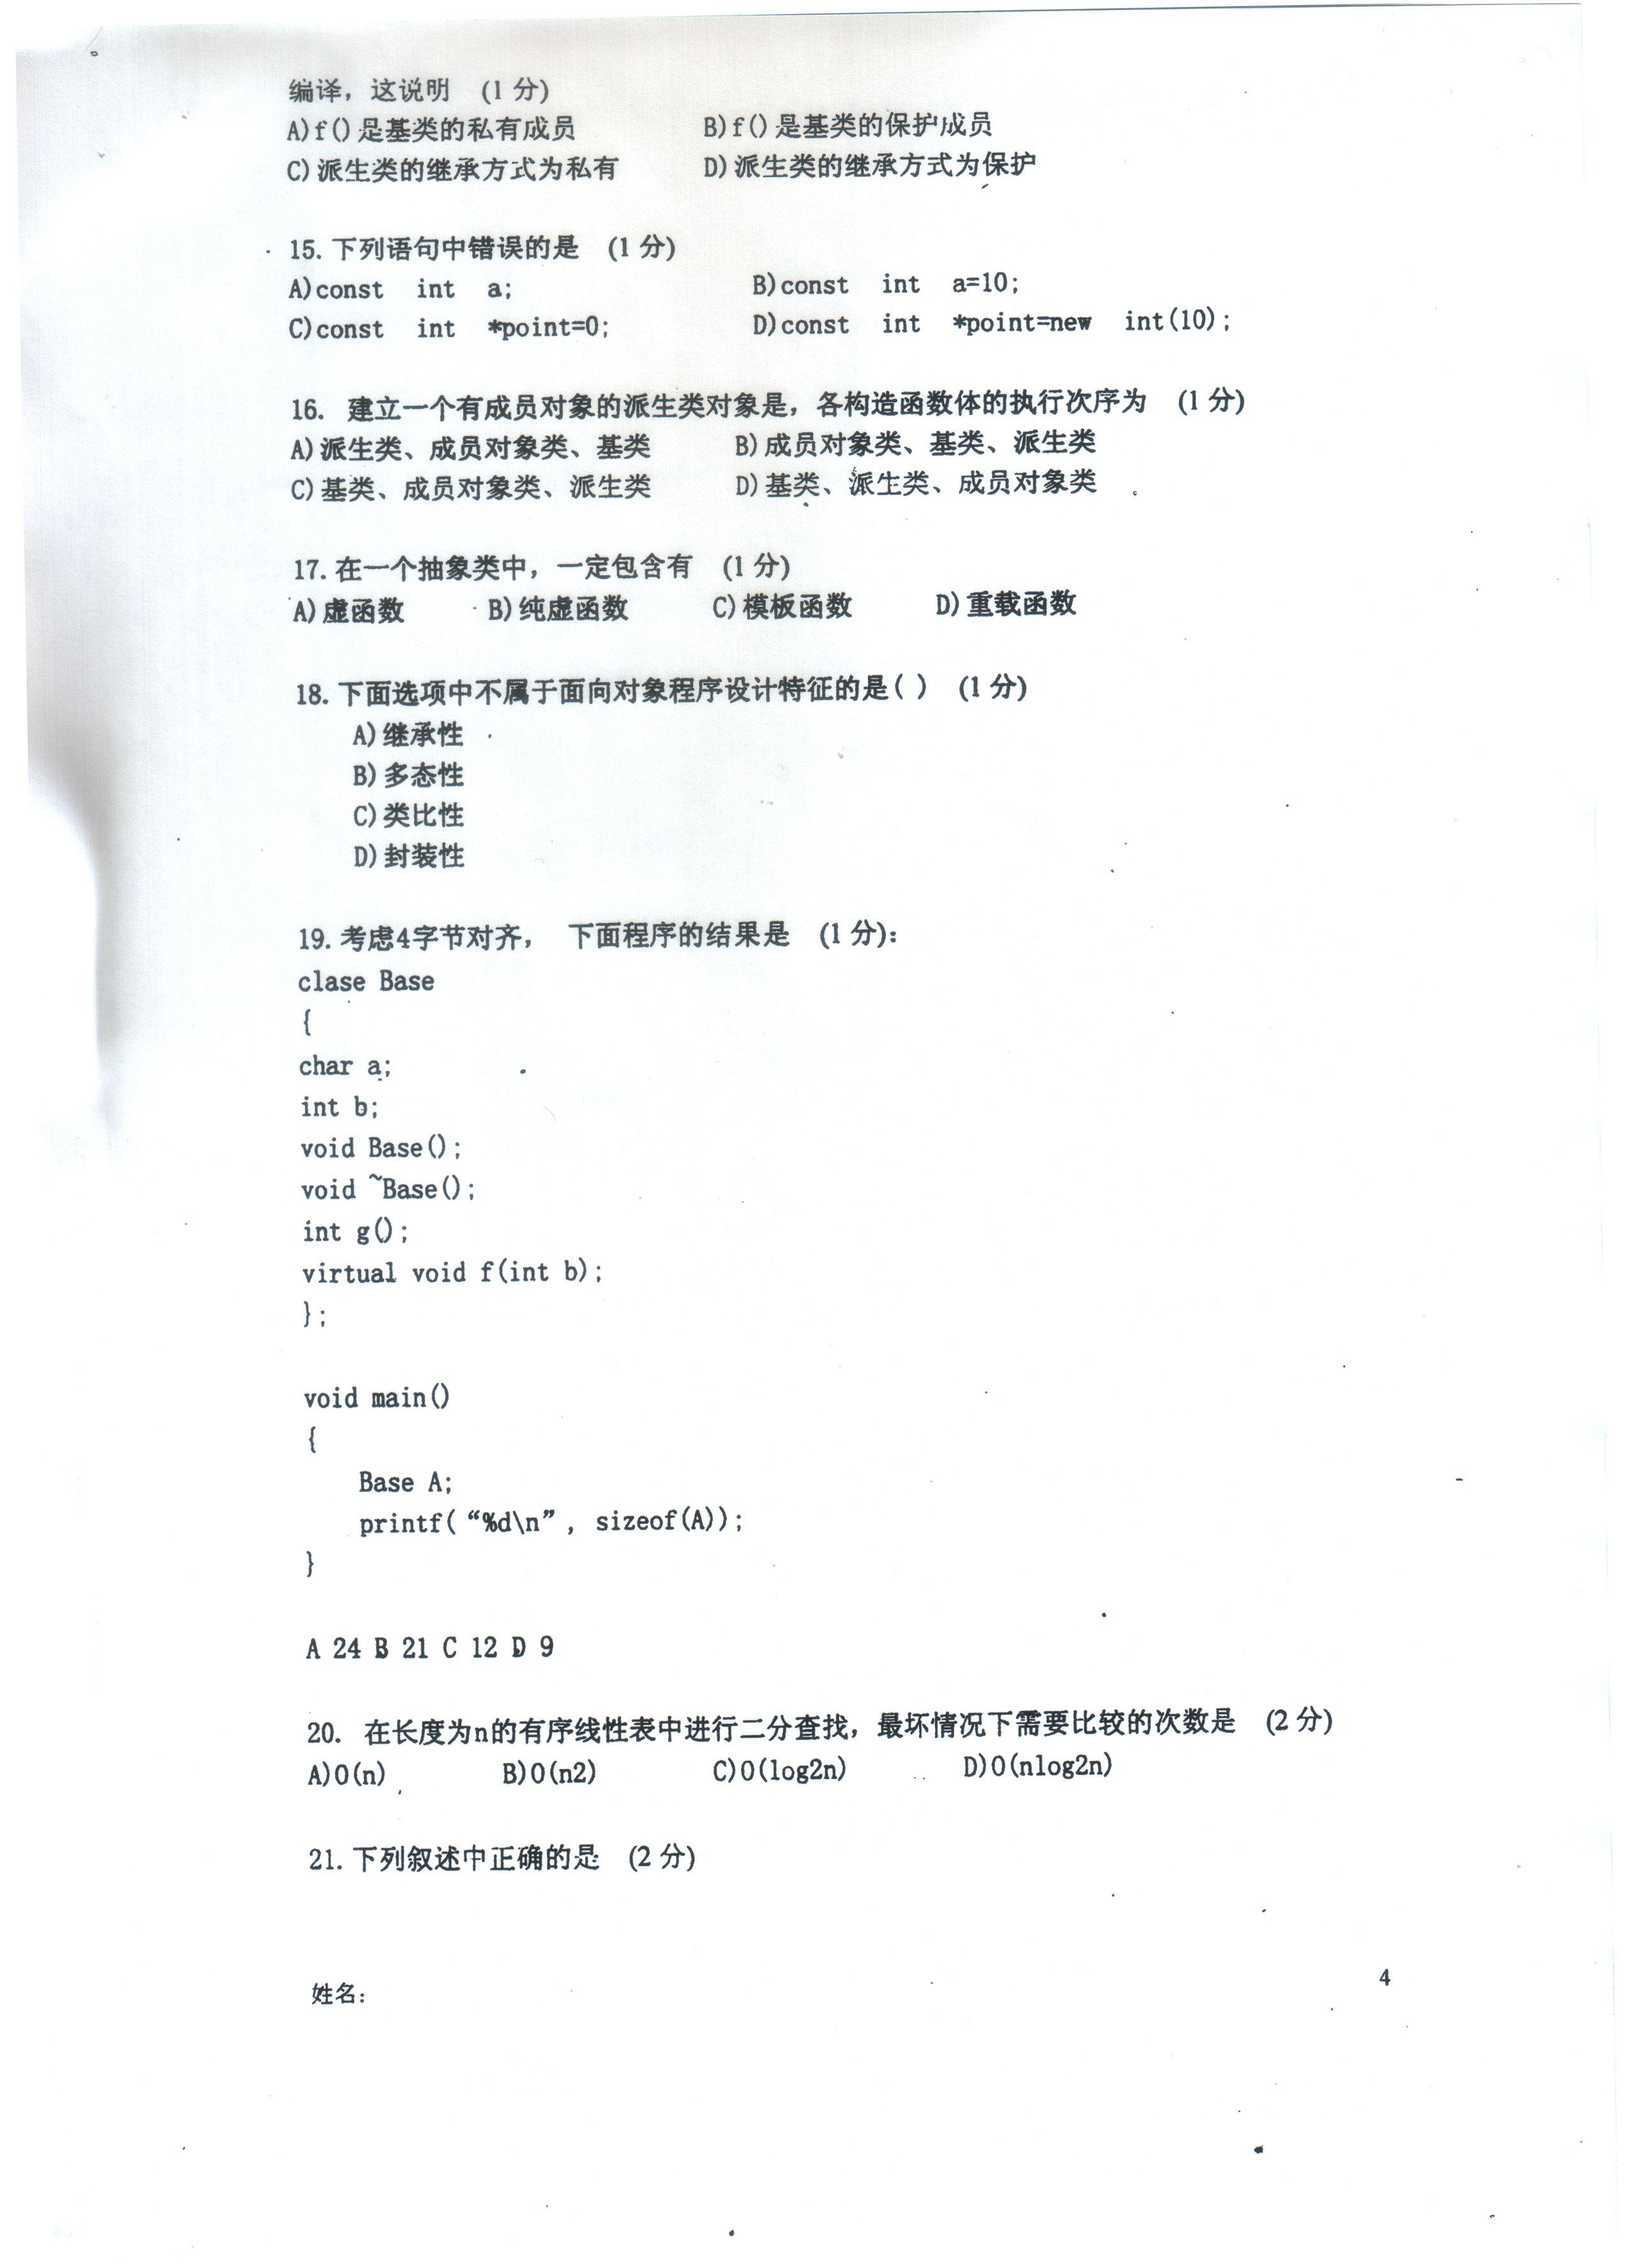 编译，这说明 (1 分)
A)f()是基类的私有成员 B)f()是基类的保护成员
C)派生类的继承方式为私有 D)派生类的继承方式为保护
15.下列语句中错误的是 (1 分)
A)const int a; B)const int a=10;
C)const int *point=0; D)const int *point=new int(10);
16. 建立一个有成员对象的派生类对象是，各构造函数体的执行次序为 (1 分)
A)派生类、成员对象类、基类 B)成员对象类、基类、派生类
C)基类、成员对象类、派生类 D)基类、派生类、成员对象类
17.在一个抽象类中，一定包含有 (1 分)
A)虚函数 B)纯虚函数 C)模板函数 D)重载函数
18.下面选项中不属于面向对象程序设计特征的是( ) (1 分)
A)继承性
B)多态性
C)类比性
D)封装性
19.考虑4字节对齐， 下面程序的结果是 (1 分)：
clase Base
{
char a;
int b;
void Base();
void ~Base();
int g();
virtual void f(int b);
};
void main()
{
Base A;
printf(“%d\n”, sizeof(A));
}
A 24 B 21 C 12 D 9
20. 在长度为n的有序线性表中进行二分查找，最坏情况下需要比较的次数是 (2 分)
A)O(n) B)O(n2) C)O(log2n) D)O(nlog2n)
21.下列叙述中正确的是 (2 分)
姓名：
4